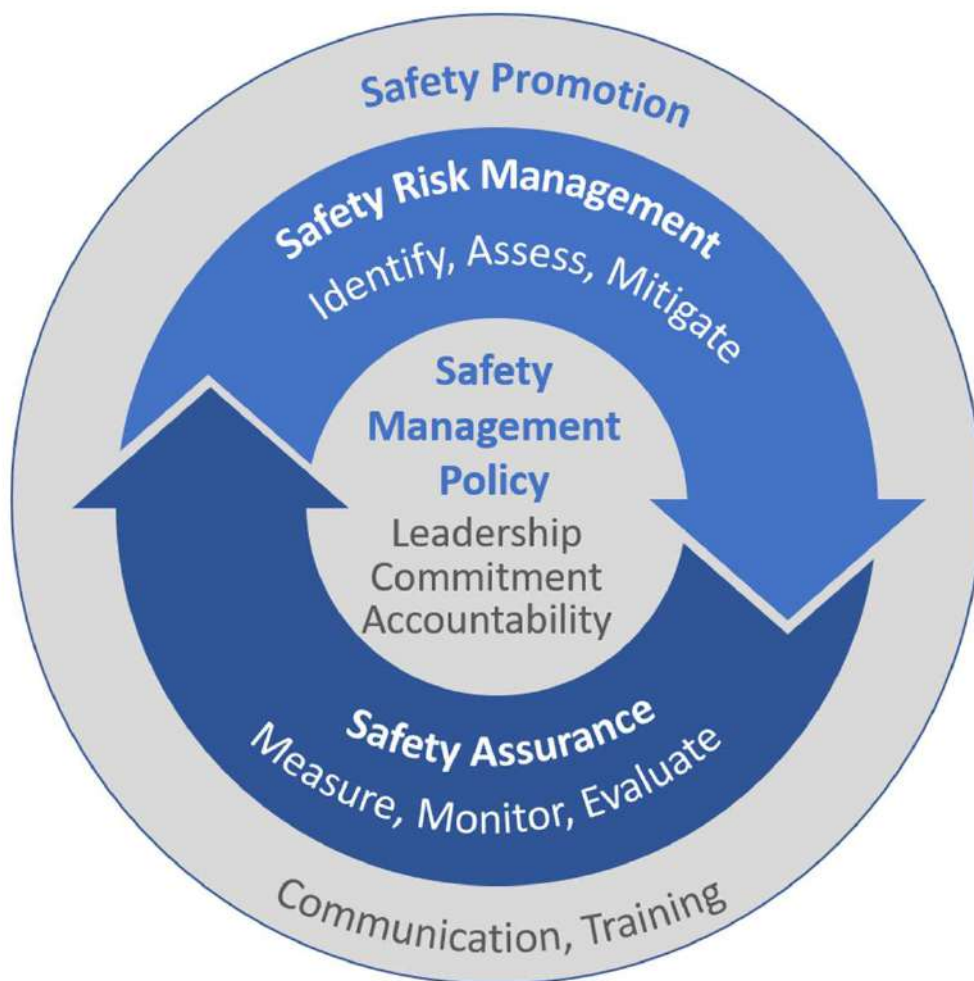 Safety Promotion
Safety Risk Management
Identify, Assess, Mitigate
Safety
Management
Policy
Leadership
Commitment
Accountability
Safety Assurance
Measure, Monitor, Evaluate
Communication, Training